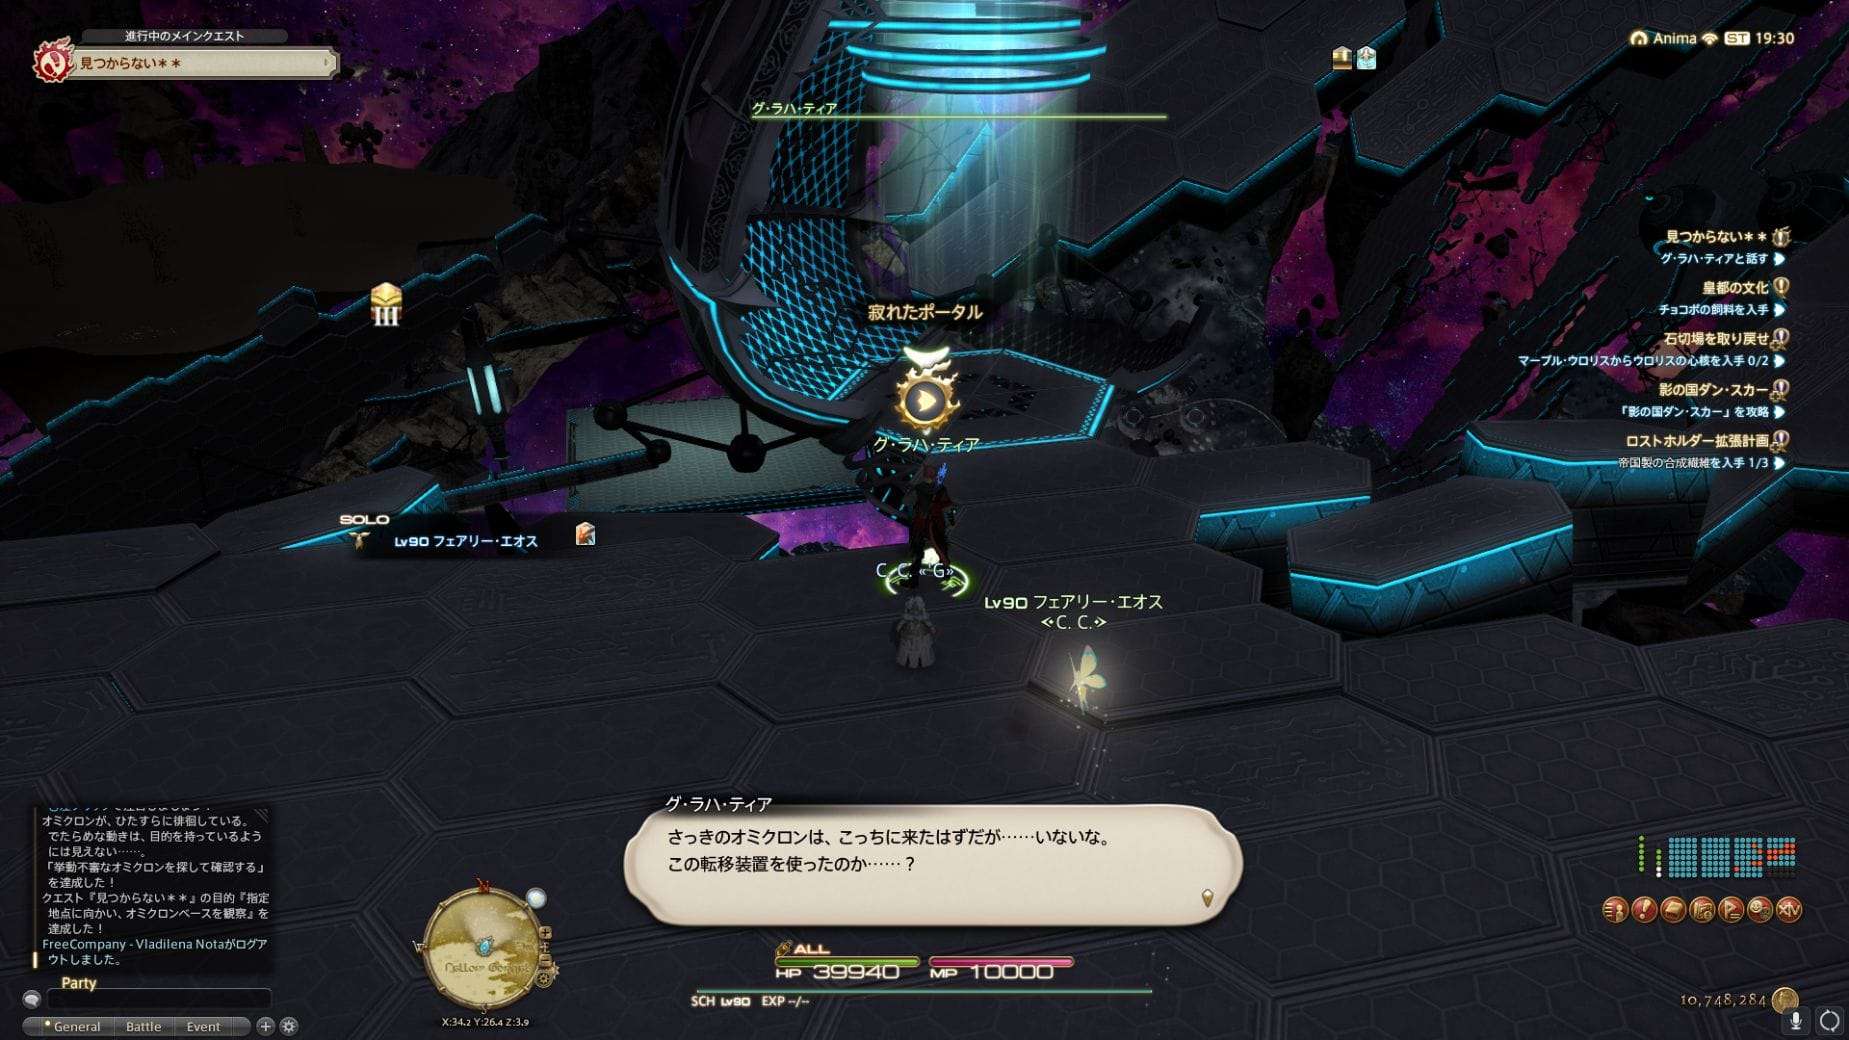 進行中のメインクエスト
見つからない＊＊
Anima ST 19:30
グ・ラハ・ティア
見つからない＊＊
グ・ラハ・ティアと話す
皇都の文化
チョコボの飼料を入手
石切場を取り戻せ
マーブル・ウロリスからウロリスの心核を入手 0/2
影の国ダン・スカー
「影の国ダン・スカー」を攻略
ロストホルダー拡張計画
帝国製の合成繊維を入手 1/3
寂れたポータル
III
グ・ラハ・ティア
SOLO
Lv90 フェアリー・エオス
C. C. «G»
Lv90 フェアリー・エオス
C. C.
グ・ラハ・ティア
さっきのオミクロンは、こっちに来たはずだが……いないな。
この転移装置を使ったのか……？
オミクロンが、ひたすらに徘徊している。
でたらめな動きは、目的を持っているよう
には見えない……。
「挙動不審なオミクロンを探して確認する」
を達成した！
クエスト『見つからない＊＊』の目的『指定
地点に向かい、オミクロンベースを観察』を
達成した！
FreeCompany - Vladilena Notaがログア
ウトしました。
Party
General Battle Event
N
W
X:34.2 Y:26.4 Z:3.9
ALL
HP 39940 MP 10000
SCH Lv90 EXP --/--
XIV
10,748,284